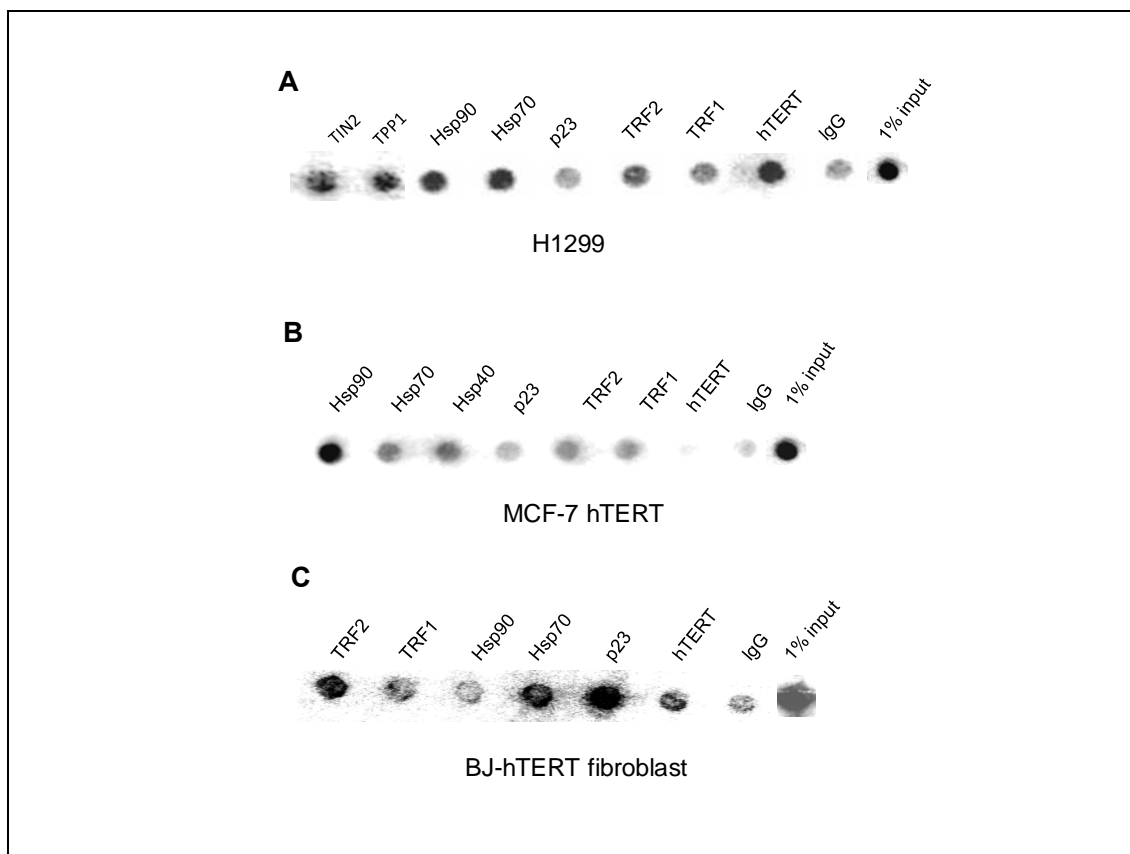 A
TIN2 TPP1 Hsp90 Hsp70 p23 TRF2 TRF1 hTERT IgG 1% input
H1299
B
Hsp90 Hsp70 Hsp40 p23 TRF2 TRF1 hTERT IgG 1% input
MCF-7 hTERT
C
TRF2 TRF1 Hsp90 Hsp70 p23 hTERT IgG 1% input
BJ-hTERT fibroblast